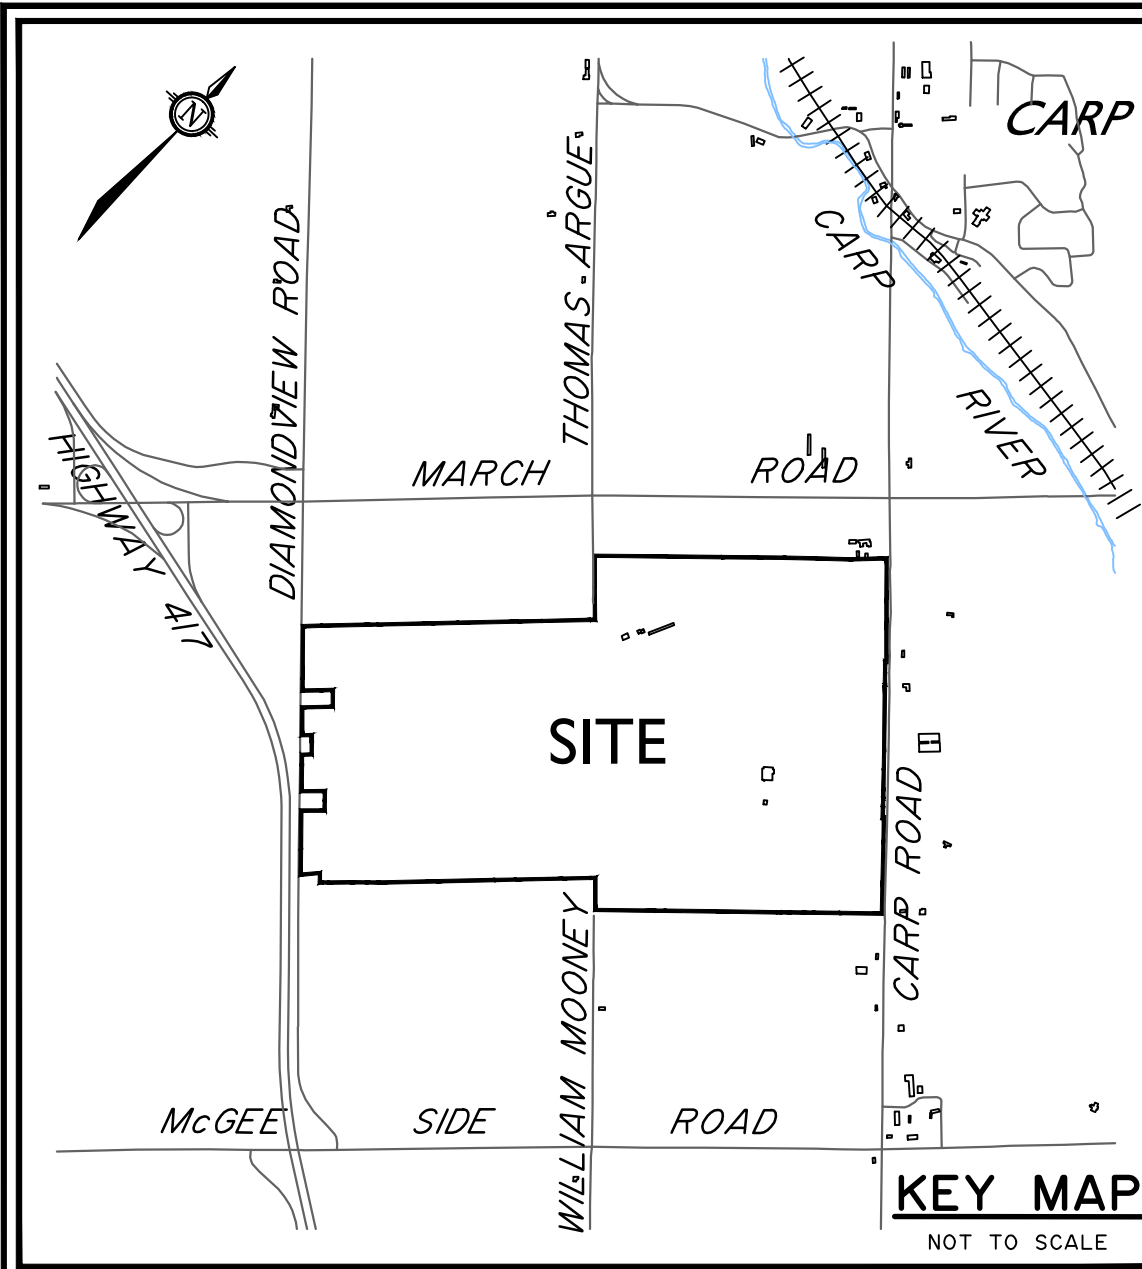 N
CARP
DIAMONDVIEW ROAD
THOMAS-ARGUE
CARP
RIVER
HIGHWAY 417
MARCH ROAD
SITE
CARP ROAD
WILLIAM MOONEY
McGEE SIDE ROAD
KEY MAP
NOT TO SCALE